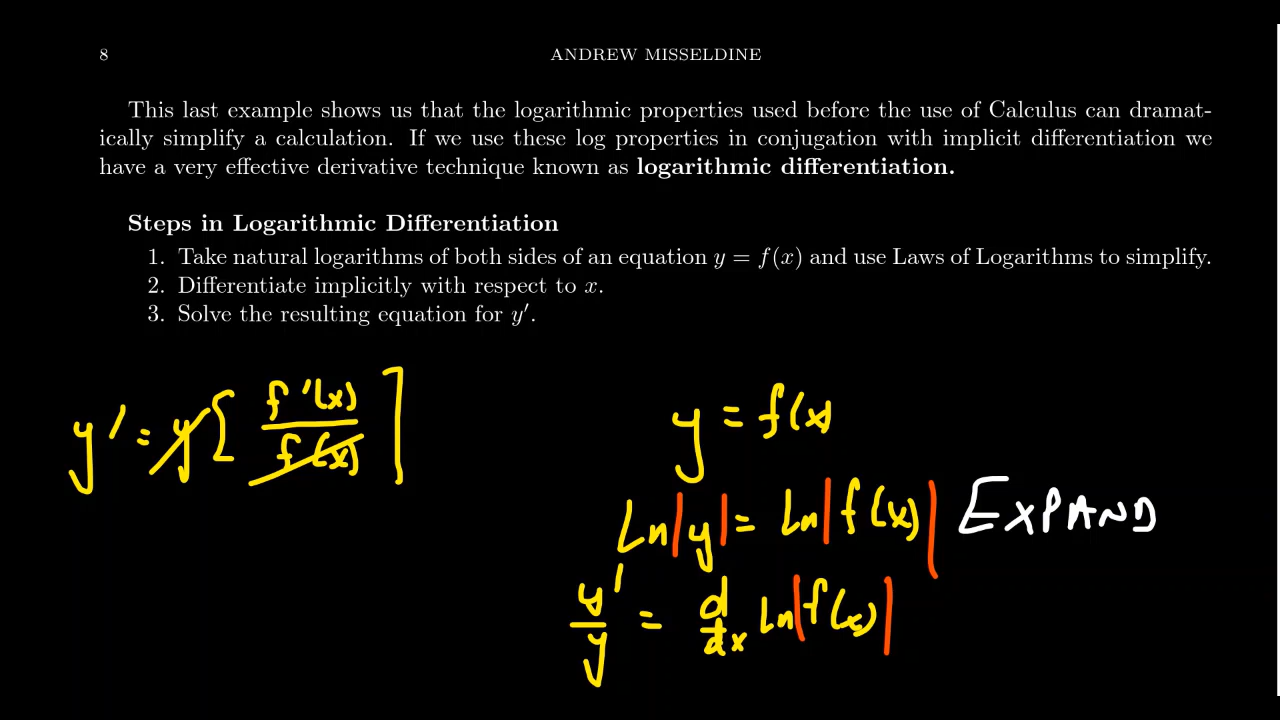 8 ANDREW MISSELDINE
This last example shows us that the logarithmic properties used before the use of Calculus can dramat-
ically simplify a calculation. If we use these log properties in conjugation with implicit differentiation we
have a very effective derivative technique known as logarithmic differentiation.
Steps in Logarithmic Differentiation
1. Take natural logarithms of both sides of an equation y = f(x) and use Laws of Logarithms to simplify.
2. Differentiate implicitly with respect to x.
3. Solve the resulting equation for y′.
y' = y [ f'(x) / f(x) ]
y = f(x)
Ln|y| = Ln|f(x)| EXPAND
y'/y = d/dx Ln|f(x)|